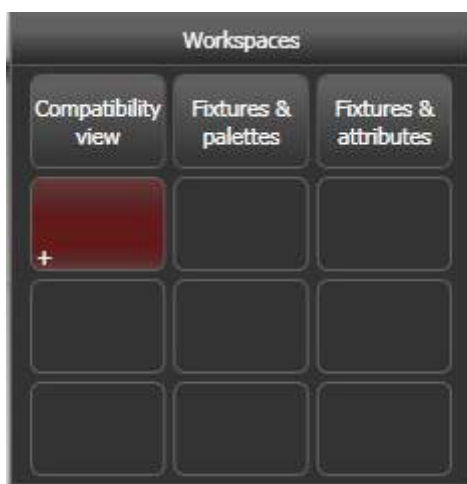 Workspaces
Compatibility view
Fixtures & palettes
Fixtures & attributes
+